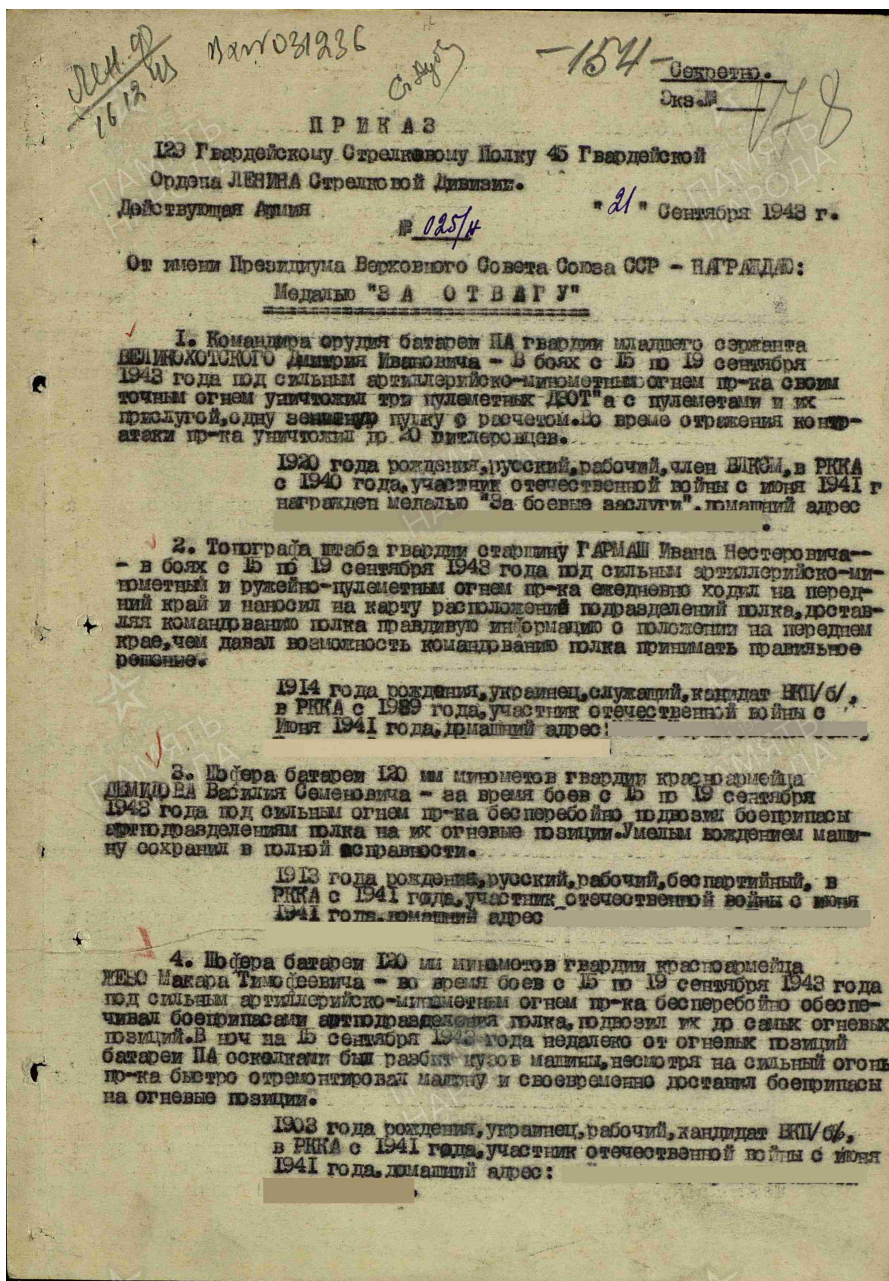 Лен. ф
16.12.43
Вх № 031236
-154-
178
Секретно.
Экз.№
П Р И К А З
129 Гвардейскому Стрелковому Полку 45 Гвардейской
Ордена ЛЕНИНА Стрелковой Дивизии.
Действующая Армия "21" Сентября 1943 г.
№ 025/н
От имени Президиума Верховного Совета Союза ССР - НАГРАЖДАЮ:
Медалью "ЗА ОТВАГУ"
1. Командира орудия батареи ПА гвардии младшего сержанта
ВЕЛИКОХОТСКОГО Дмитрия Ивановича - В боях с 15 по 19 сентября
1943 года под сильным артиллерийско-минометным огнем пр-ка своим
точным огнем уничтожил три пулеметных ДЗОТ"а с пулеметами и их
прислугой,одну зенитную пушку с расчетом.Во время отражения контр-
атаки пр-ка уничтожил до 20 гитлеровцев.
1920 года рождения,русский,рабочий,член ВЛКСМ,в РККА
с 1940 года,участник отечественной войны с июня 1941 г
награжден медалью "За боевые заслуги".домашний адрес
2. Топографа штаба гвардии старшину ГАРМАШ Ивана Нестеровича--
- в боях с 15 по 19 сентября 1943 года под сильным артиллерийско-ми-
нометный и ружейно-пулеметным огнем пр-ка ежедневно ходил на перед-
ний край и наносил на карту расположений подразделений полка,достав-
ляя командованию полка правдивую информацию о положении на переднем
крае,чем давал возможность командованию полка принимать правильное
решение.
1914 года рождения,украинец,служащий,кандидат ВКП/б/,
в РККА с 1939 года,участник отечественной войны с
Июня 1941 года,домашний адрес:
3. Шофера батареи 120 мм минометов гвардии красноармейца
ДЕМИДОВА Василия Семеновича - за время боев с 15 по 19 сентября
1943 года под сильным огнем пр-ка бесперебойно подвозил боеприпасы
артподразделениям полка на их огневые позиции.Умелым вождением маши-
ну сохранил в полной исправности.
1913 года рождения,русский,рабочий,беспартийный, в
РККА с 1941 года,участник отечественной войны с июня
1941 года,домашний адрес
4. Шофера батареи 120 мм минометов гвардии красноармейца
ЖЕВО Макара Тимофеевича - во время боев с 15 по 19 сентября 1943 года
под сильным артиллерийско-минометным огнем пр-ка бесперебойно обеспе-
чивал боеприпасами артподразделения полка,подвозил их до самых огневых
позиций.В ноч на 15 сентября 1943 года недалеко от огневых позиций
батареи ПА осколками был разбит кузов машины,несмотря на сильный огонь
пр-ка быстро отремонтировал машину и своевременно доставил боеприпасы
на огневые позиции.
1903 года рождения,украинец,рабочий,кандидат ВКП/б/,
в РККА с 1941 года,участник отечественной войны с июня
1941 года,домашний адрес: